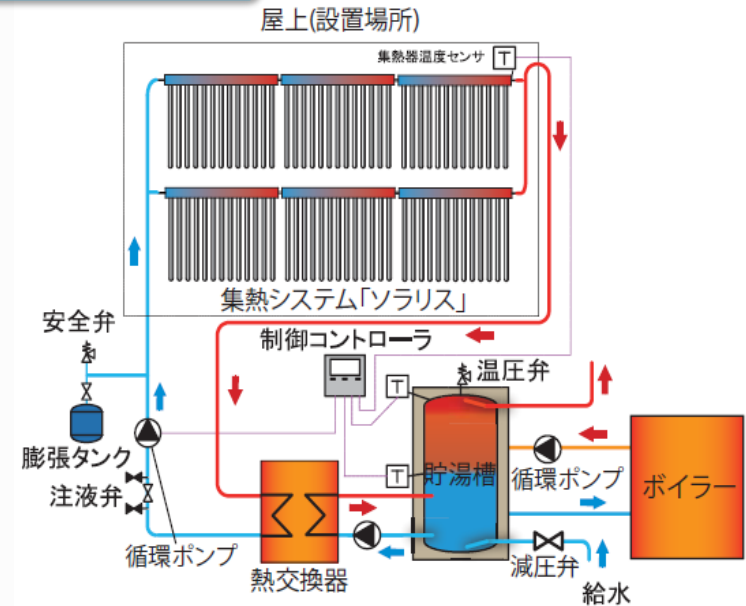 屋上(設置場所)
集熱器温度センサ T
集熱システム「ソラリス」
安全弁
制御コントローラ
温圧弁
T
膨張タンク
注液弁
T
貯湯槽
循環ポンプ
ボイラー
循環ポンプ
熱交換器
減圧弁
給水